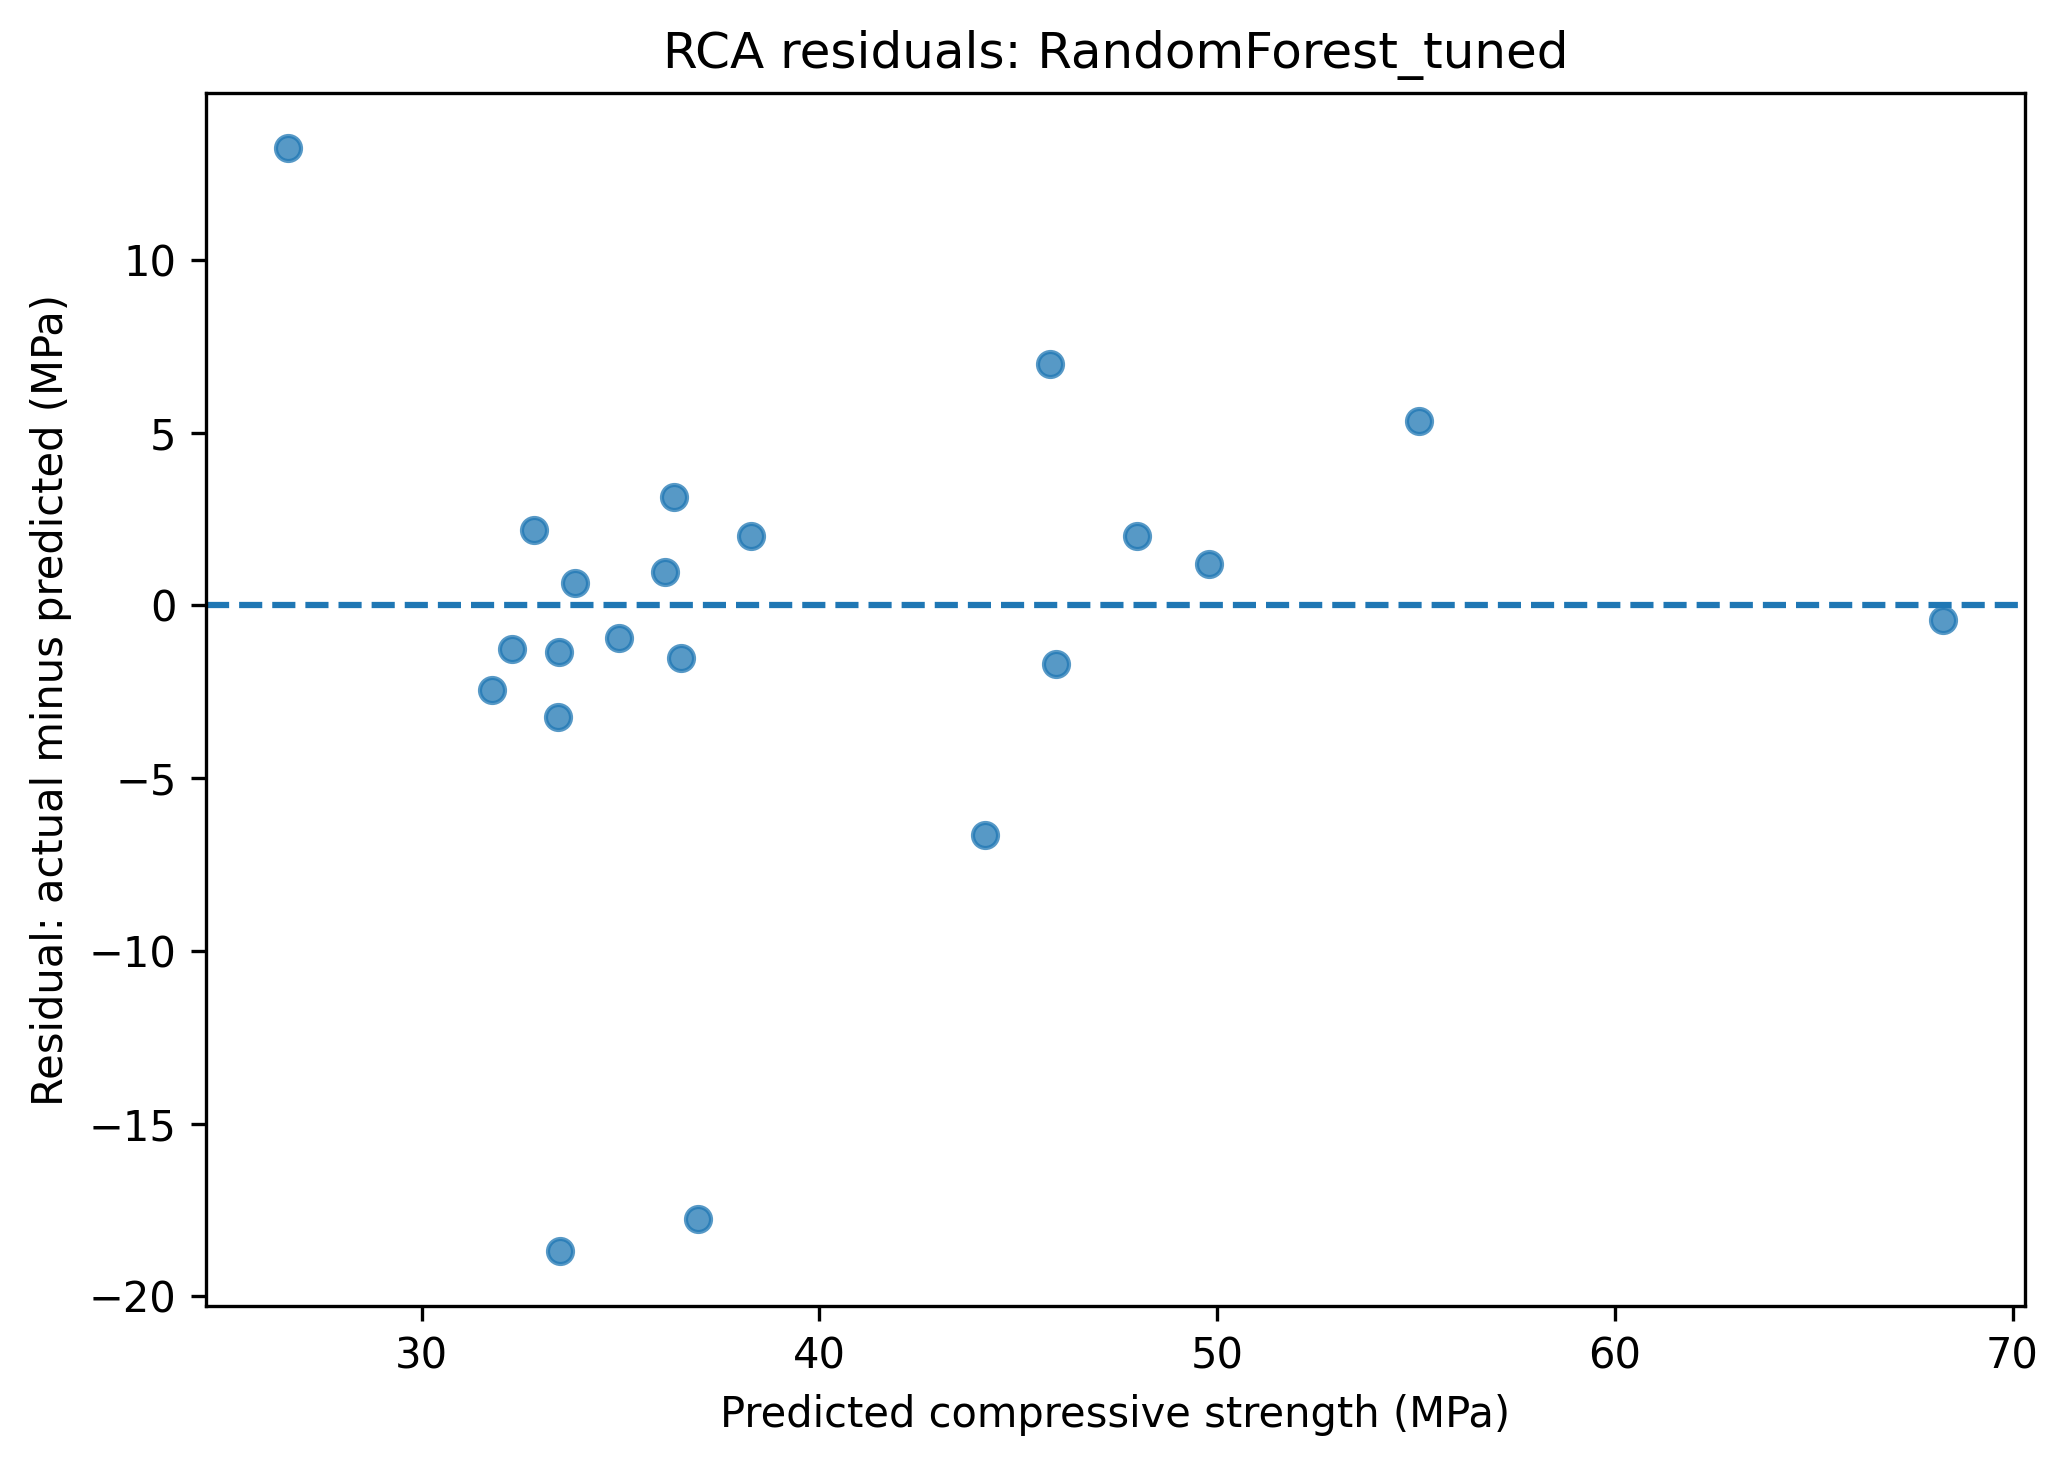 RCA residuals: RandomForest_tuned
Residual: actual minus predicted (MPa)
10
5
0
−5
−10
−15
−20
30 40 50 60 70
Predicted compressive strength (MPa)